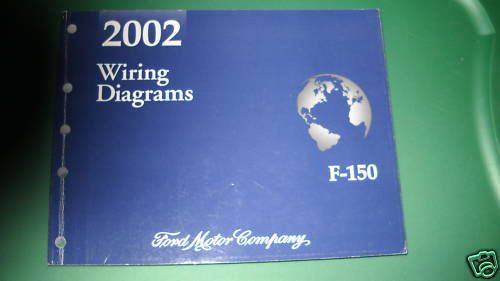 2002
Wiring
Diagrams
F-150
Ford Motor Company